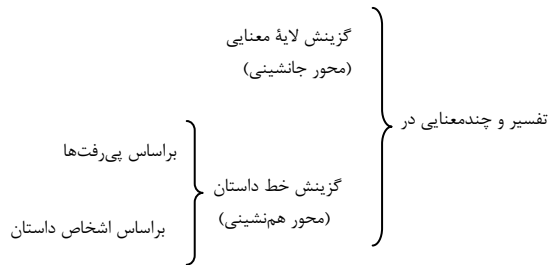 تفسیر و چندمعنایی در
گزینش لایۀ معنایی
(محور جانشینی)
گزینش خط داستان
(محور هم‌نشینی)
براساس پی‌رفت‌ها
براساس اشخاص داستان